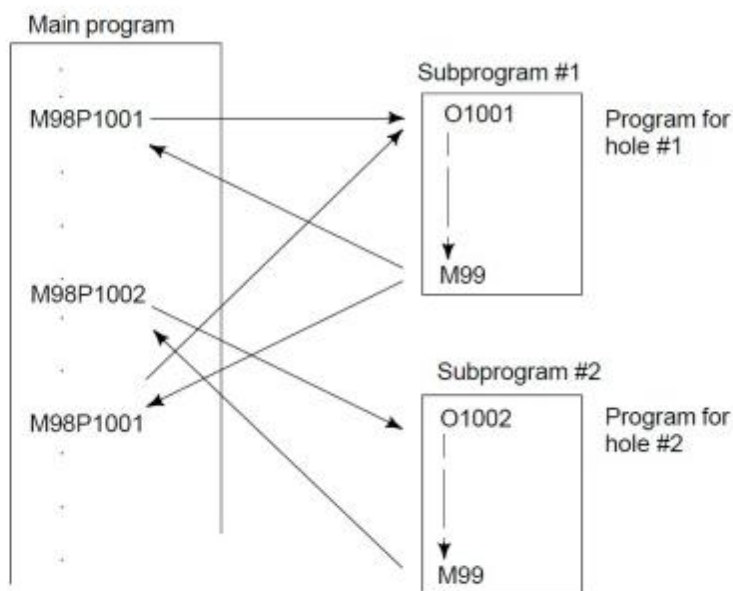 Main program
M98P1001
M98P1002
M98P1001
Subprogram #1
O1001
M99
Program for
hole #1
Subprogram #2
O1002
M99
Program for
hole #2